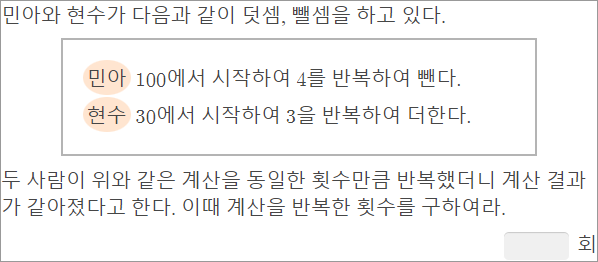 민아와 현수가 다음과 같이 덧셈, 뺄셈을 하고 있다.
민아 100에서 시작하여 4를 반복하여 뺀다.
현수 30에서 시작하여 3을 반복하여 더한다.
두 사람이 위와 같은 계산을 동일한 횟수만큼 반복했더니 계산 결과
가 같아졌다고 한다. 이때 계산을 반복한 횟수를 구하여라.
회